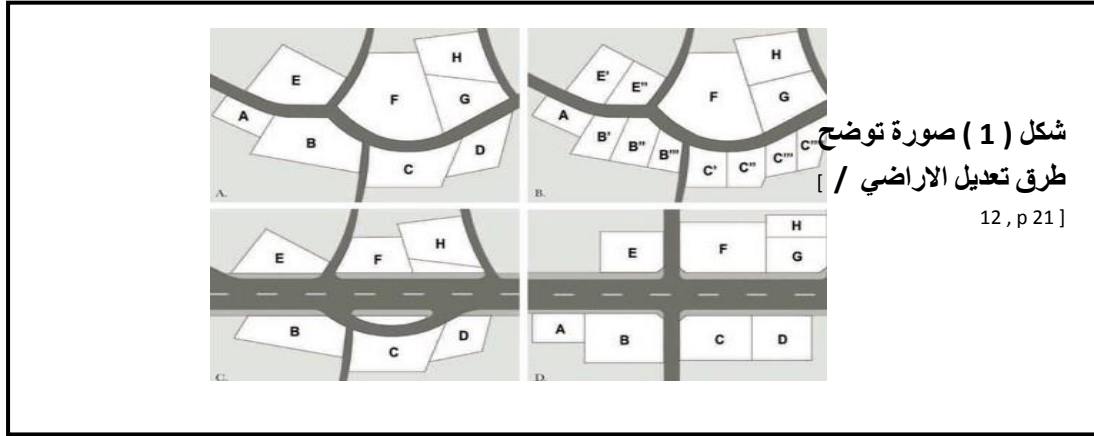 H
E
F
A
G
B
D
C
A.
H
E'
E"
F
A
G
B'
B"
B'"
C'
C"
C'"
C'"
B.
H
E
F
B
D
C
C.
H
F
E
G
A
B
C
D
D.
شكل ( 1 ) صورة توضح
طرق تعديل الاراضي / [
12 , p 21 ]